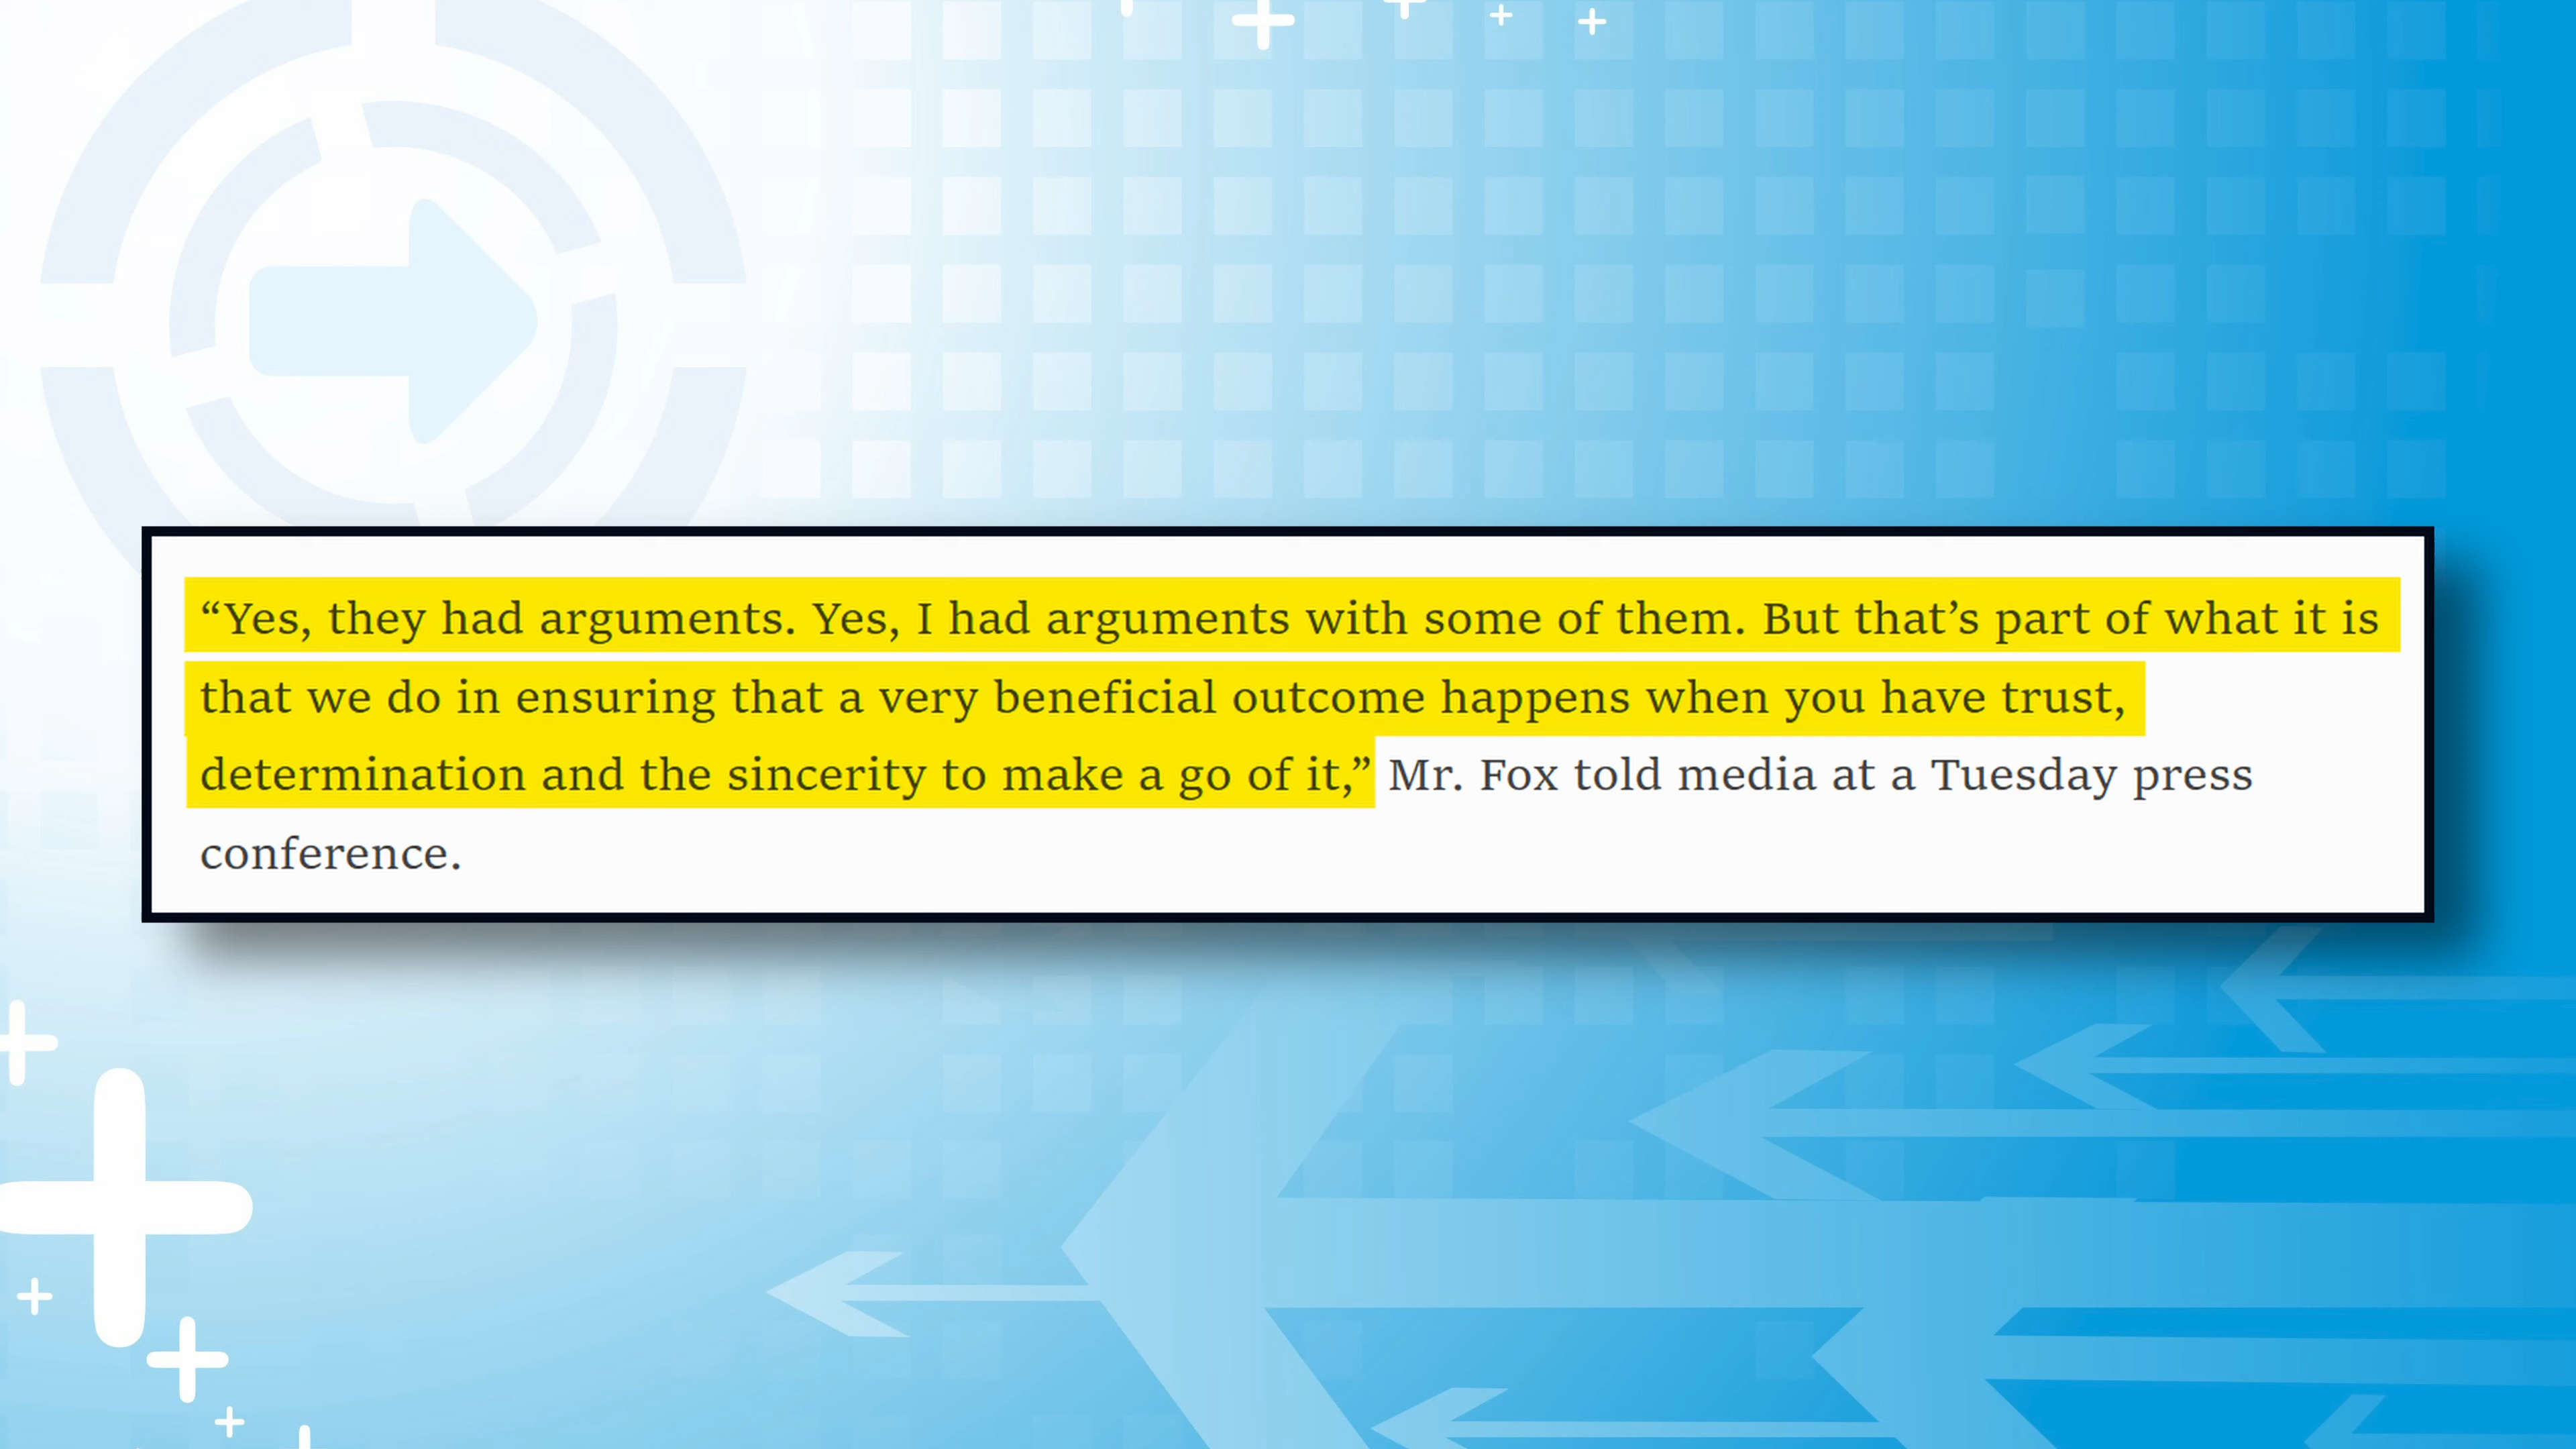 “Yes, they had arguments. Yes, I had arguments with some of them. But that’s part of what it is
that we do in ensuring that a very beneficial outcome happens when you have trust,
determination and the sincerity to make a go of it,” Mr. Fox told media at a Tuesday press
conference.